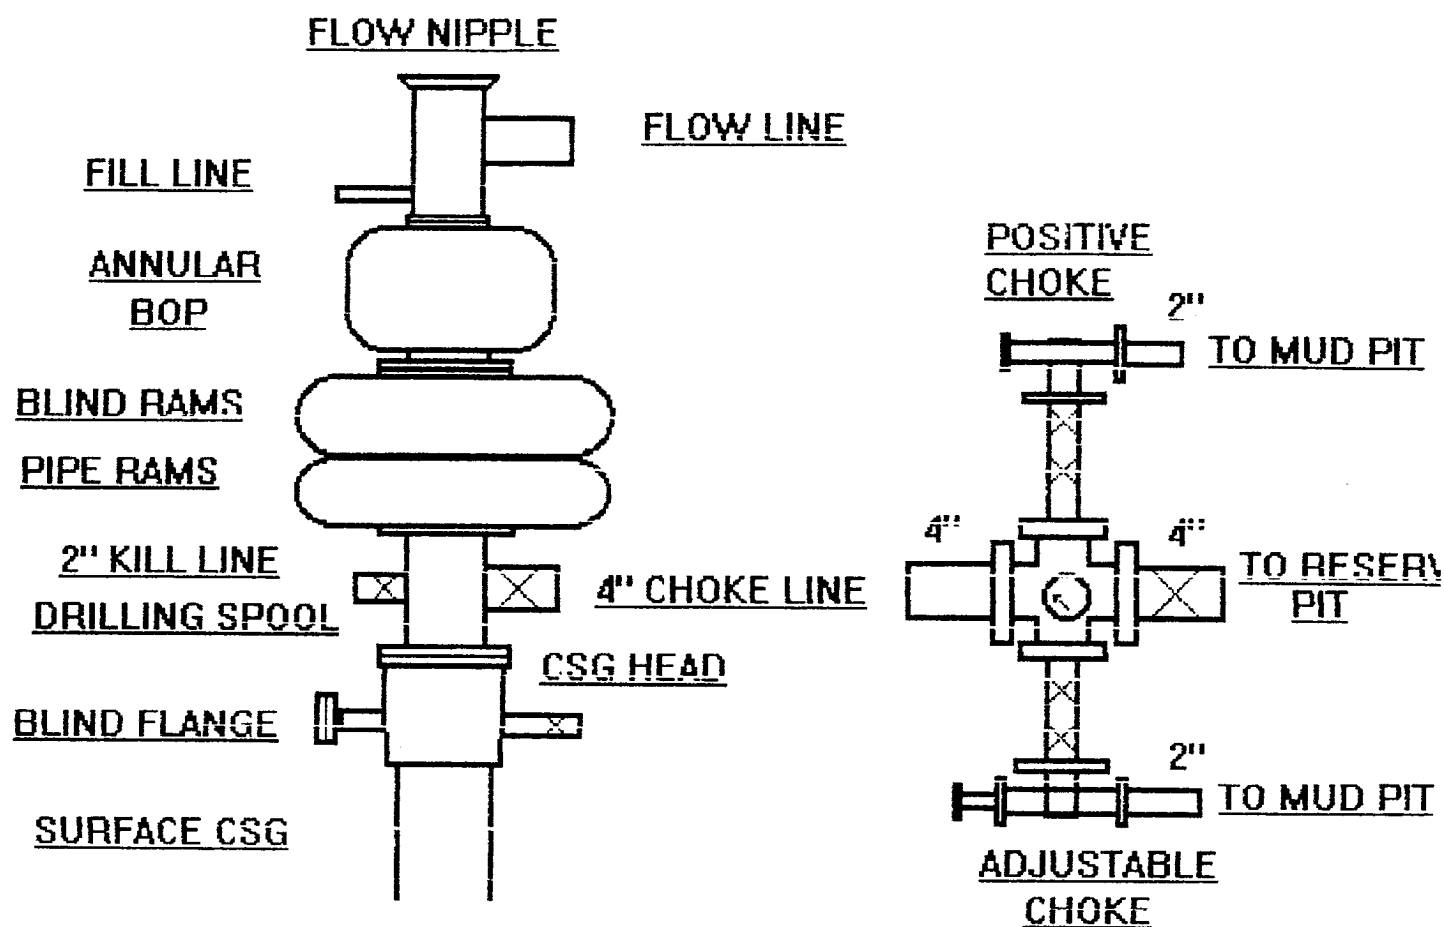 FLOW NIPPLE
FLOW LINE
FILL LINE
ANNULAR
BOP
BLIND RAMS
PIPE RAMS
2" KILL LINE
DRILLING SPOOL
4" CHOKE LINE
CSG HEAD
BLIND FLANGE
SURFACE CSG
POSITIVE
CHOKE
2"
TO MUD PIT
4"
4"
TO RESERV
PIT
2"
TO MUD PIT
ADJUSTABLE
CHOKE